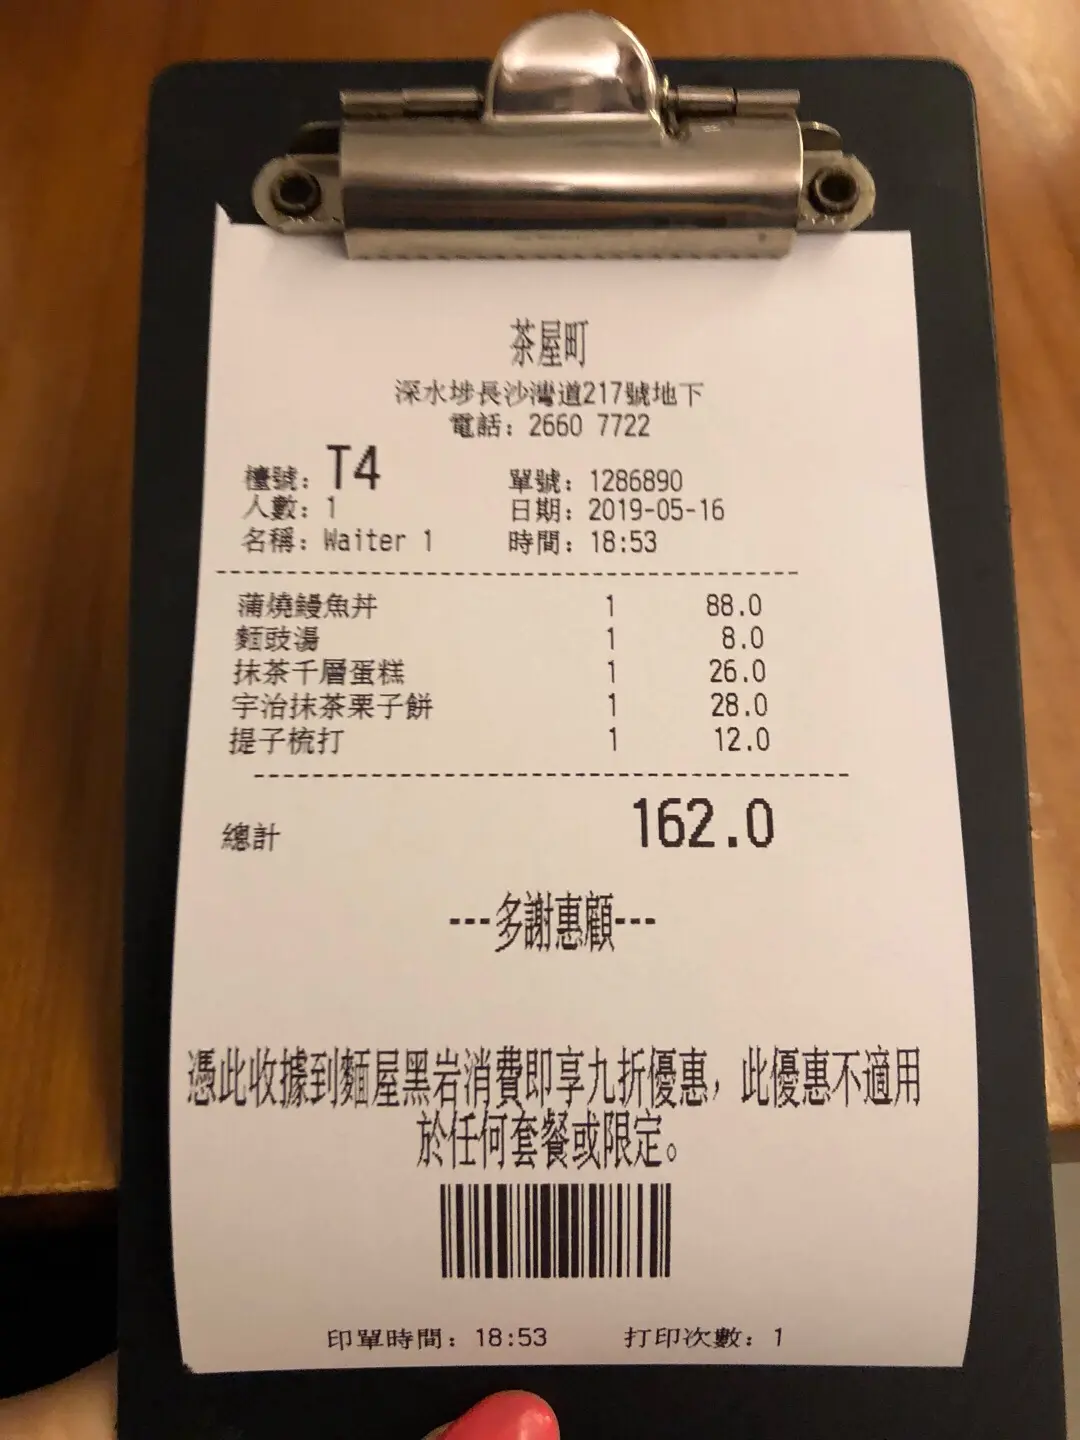 茶屋町
深水埗長沙灣道217號地下
電話：2660 7722
檯號：T4 單號：1286890
人數：1 日期：2019-05-16
名稱：Waiter 1 時間：18:53
蒲燒鰻魚丼 1 88.0
麵豉湯 1 8.0
抹茶千層蛋糕 1 26.0
宇治抹茶栗子餅 1 28.0
提子梳打 1 12.0
總計 162.0
---多謝惠顧---
憑此收據到麵屋黑岩消費即享九折優惠，此優惠不適用
於任何套餐或限定。
印單時間：18:53 打印次數：1